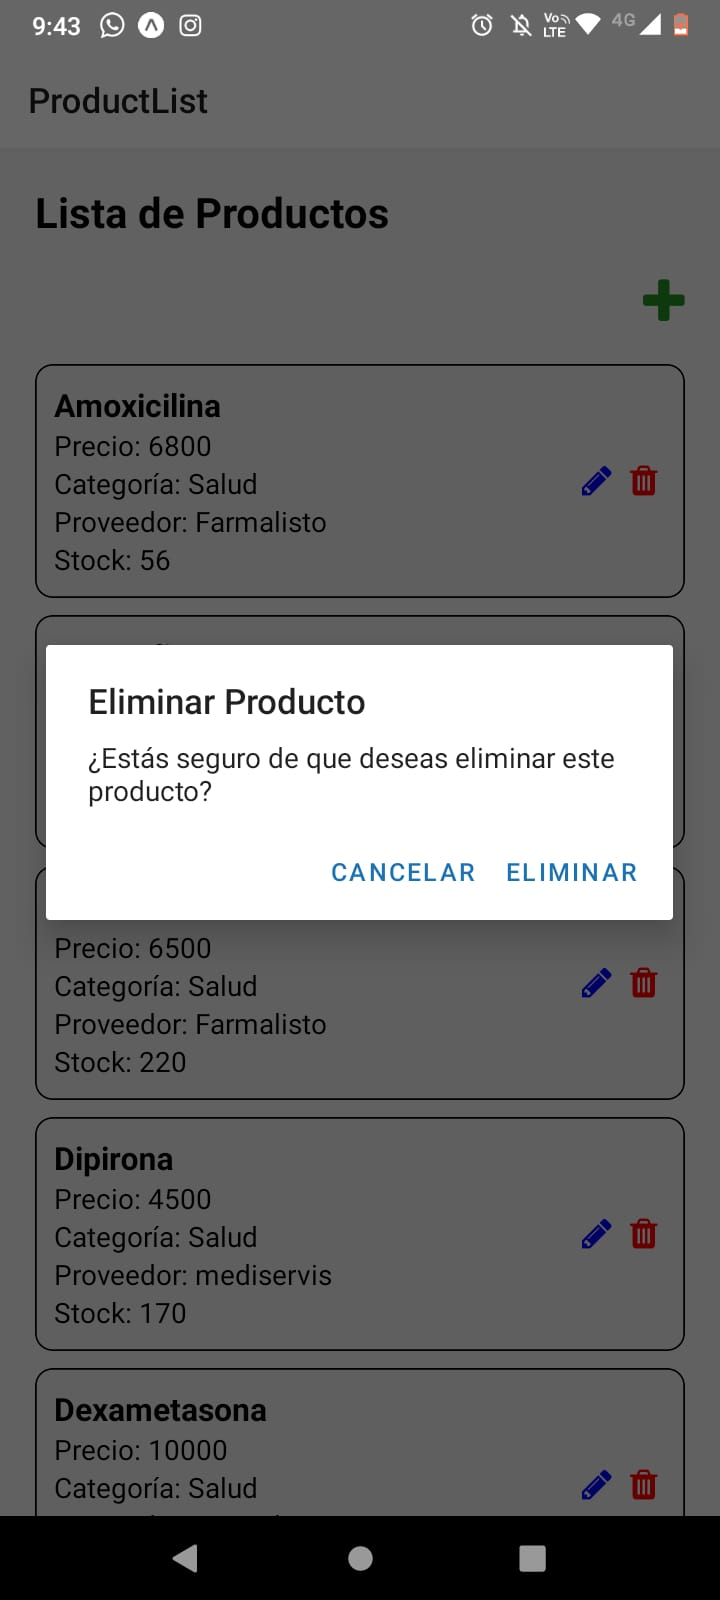 9:43
Vo
LTE
4G
ProductList
Lista de Productos
Amoxicilina
Precio: 6800
Categoría: Salud
Proveedor: Farmalisto
Stock: 56
Eliminar Producto
¿Estás seguro de que deseas eliminar este
producto?
CANCELAR ELIMINAR
Precio: 6500
Categoría: Salud
Proveedor: Farmalisto
Stock: 220
Dipirona
Precio: 4500
Categoría: Salud
Proveedor: mediservis
Stock: 170
Dexametasona
Precio: 10000
Categoría: Salud